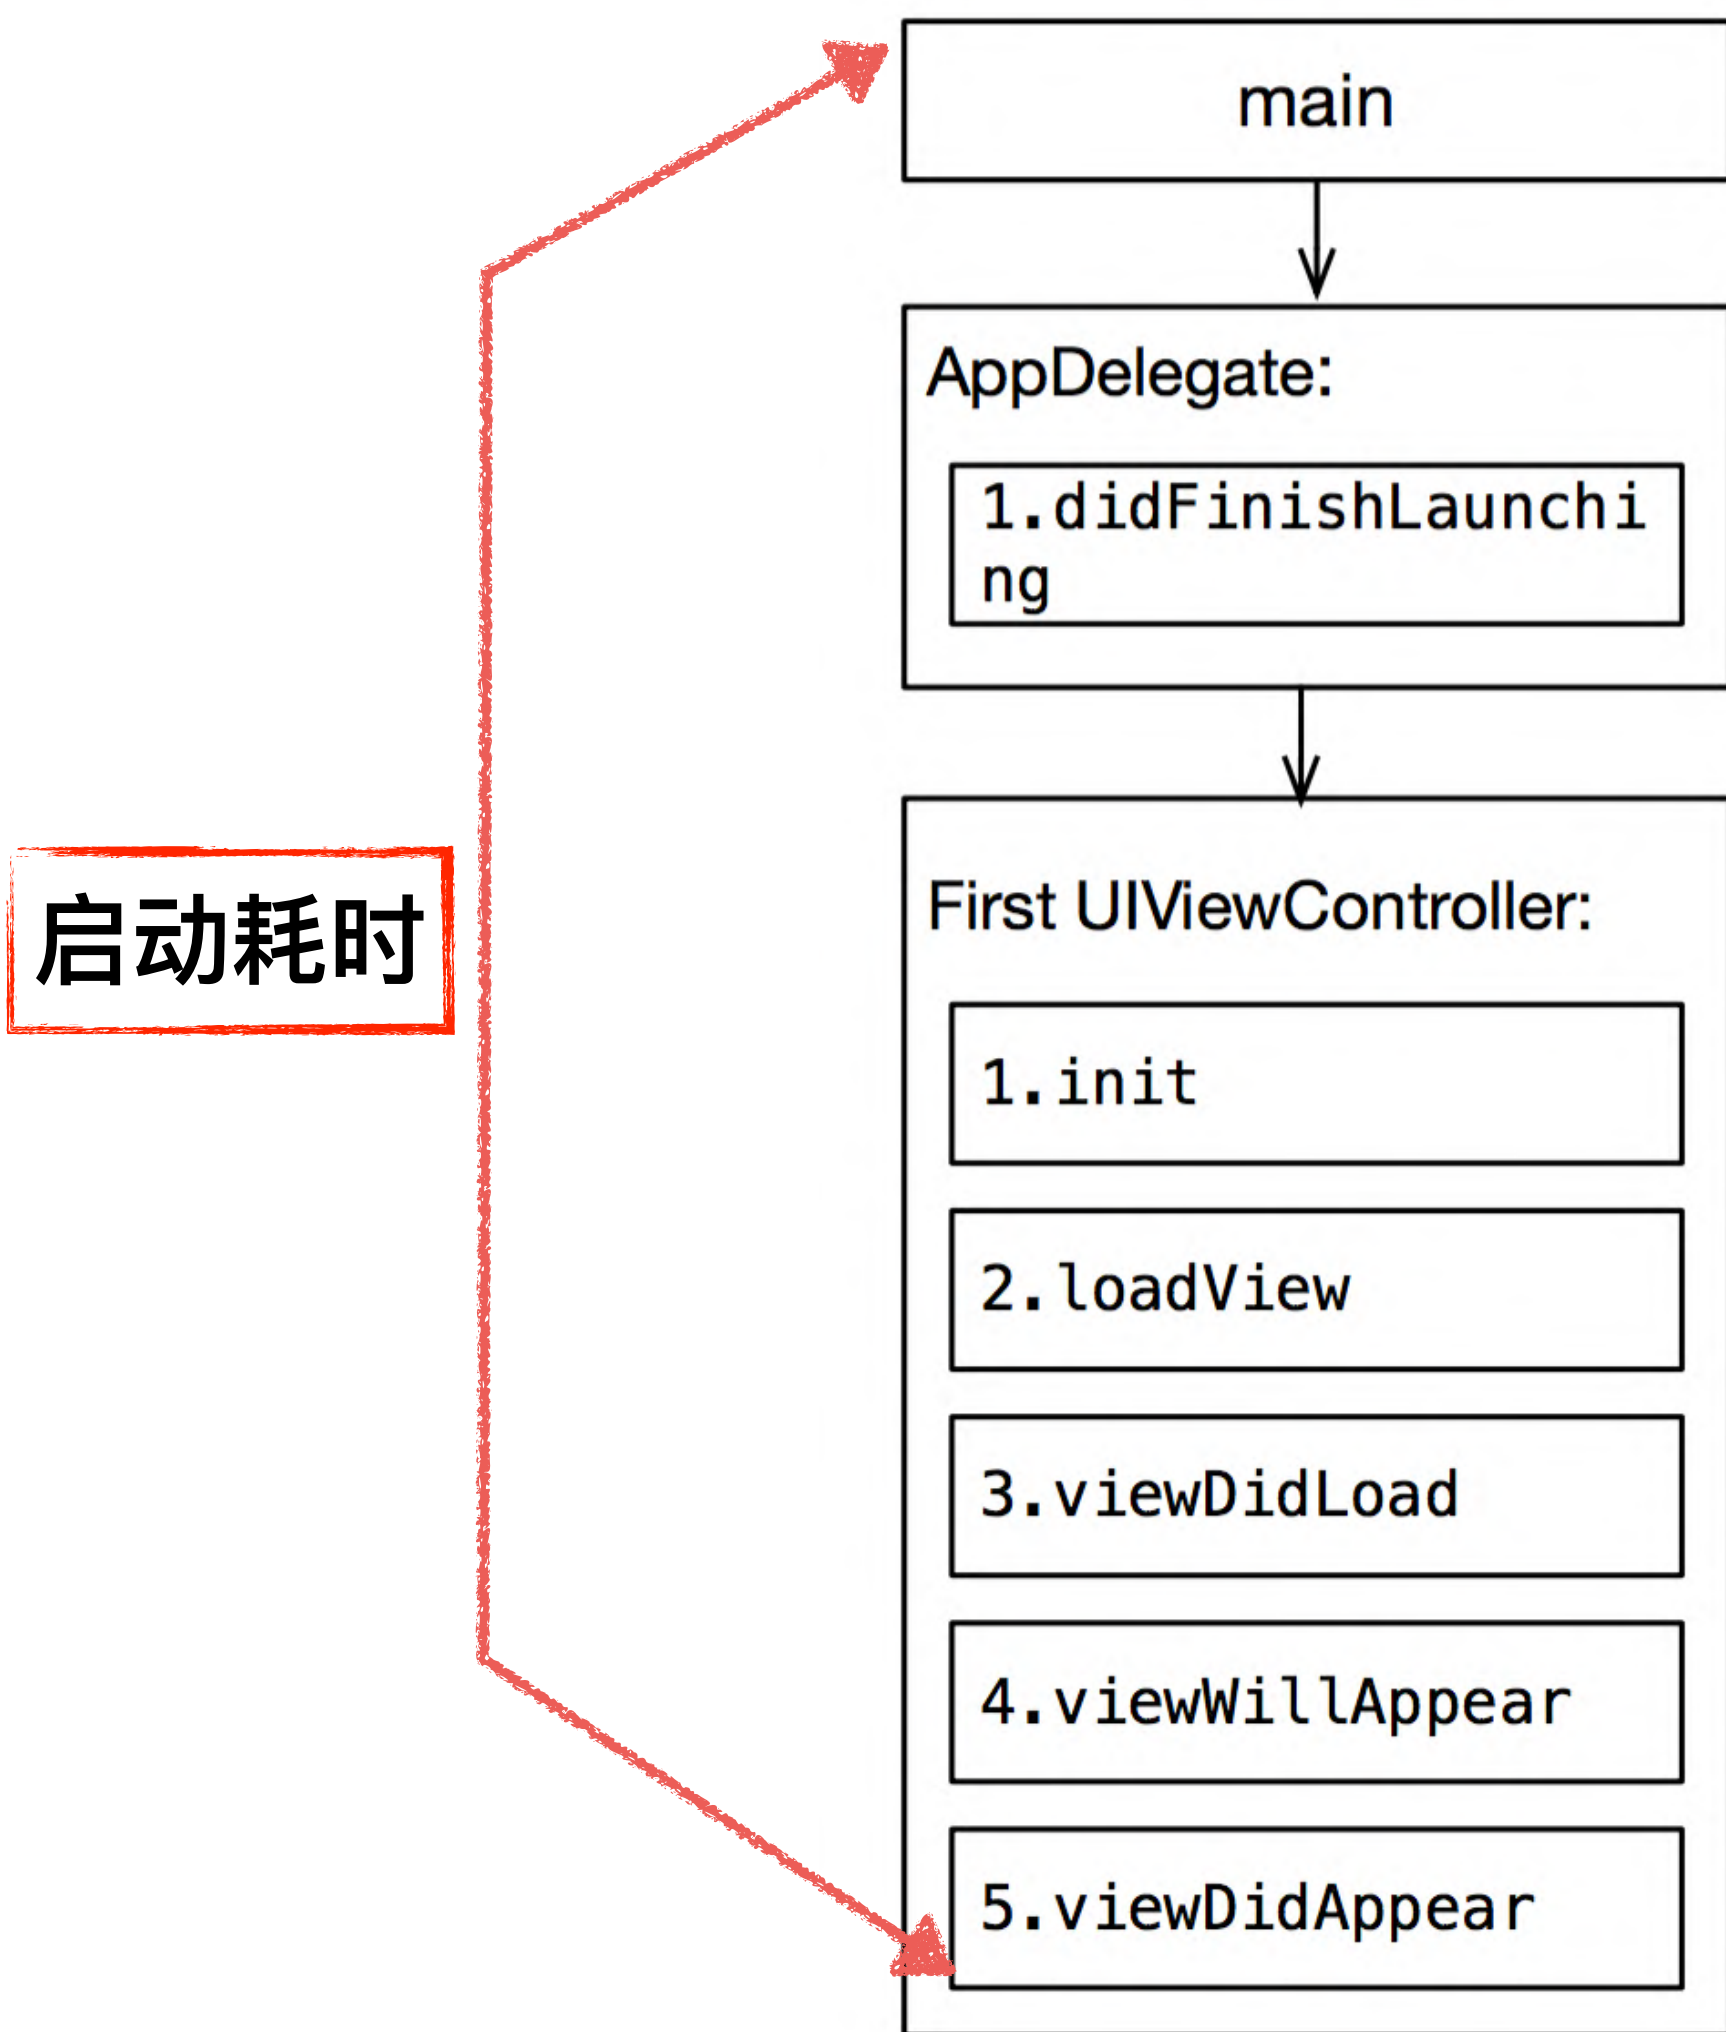 main
AppDelegate:
1.didFinishLaunchi
ng
启动耗时
First UIViewController:
1.init
2.loadView
3.viewDidLoad
4.viewWillAppear
5.viewDidAppear